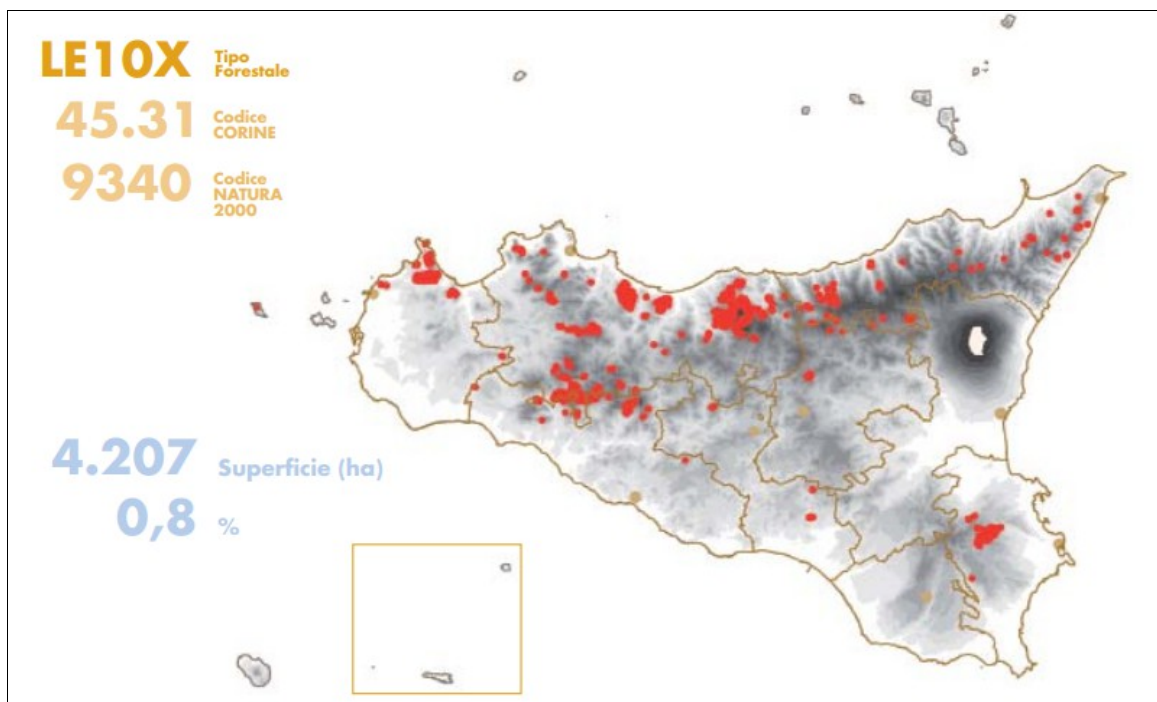 LE10X Tipo
Forestale
45.31 Codice
CORINE
9340 Codice
NATURA
2000
4.207 Superficie (ha)
0,8 %